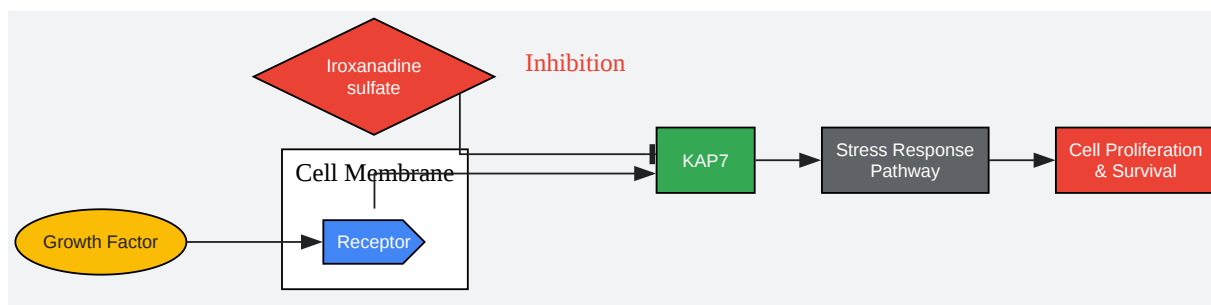 Iroxanadine
sulfate
Inhibition
Cell Membrane
KAP7
Stress Response
Pathway
Cell Proliferation
& Survival
Growth Factor
Receptor